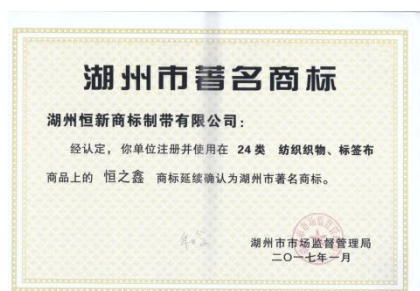 湖州市著名商标
湖州恒新商标制带有限公司：
经认定，你单位注册并使用在 24类 纺织织物、标签布
商品上的 恒之鑫 商标延续确认为湖州市著名商标。
湖州市市场监督管理局
二〇一七年一月